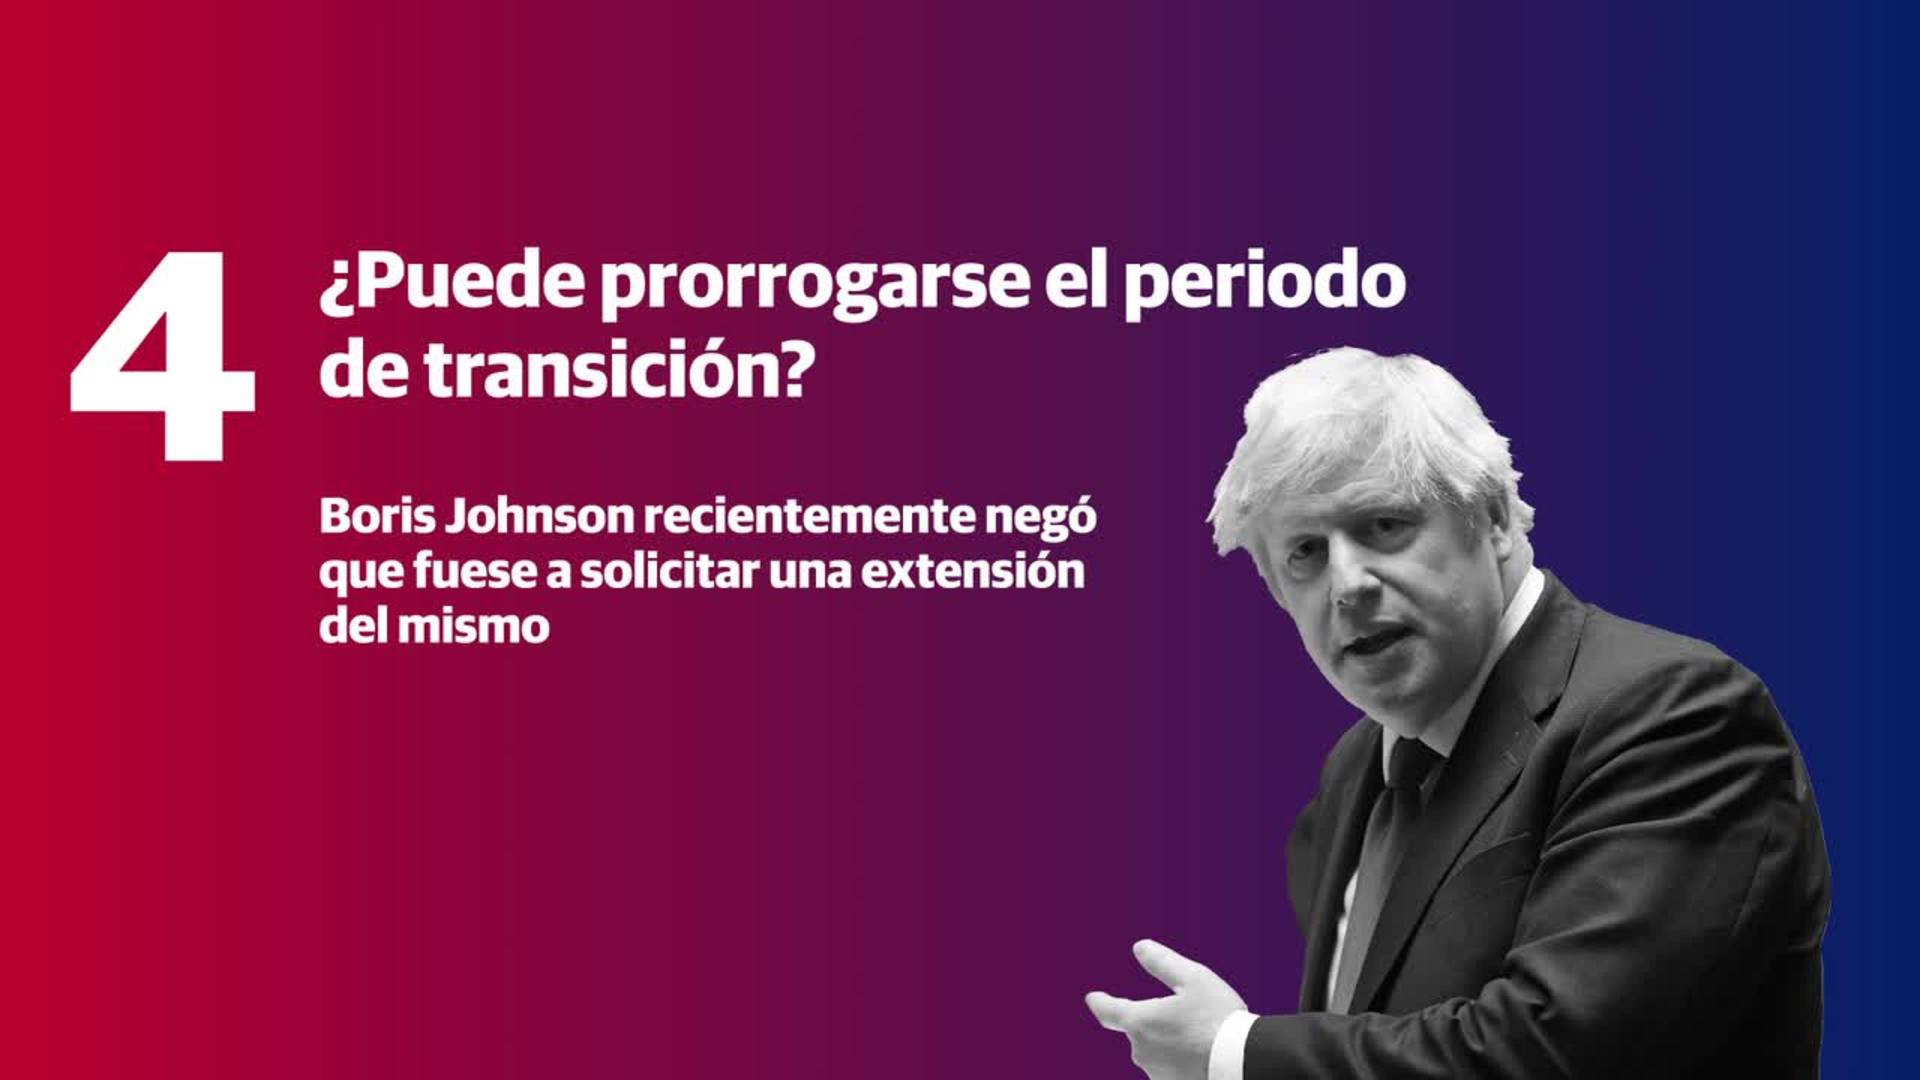 4
¿Puede prorrogarse el periodo
de transición?
Boris Johnson recientemente negó
que fuese a solicitar una extensión
del mismo